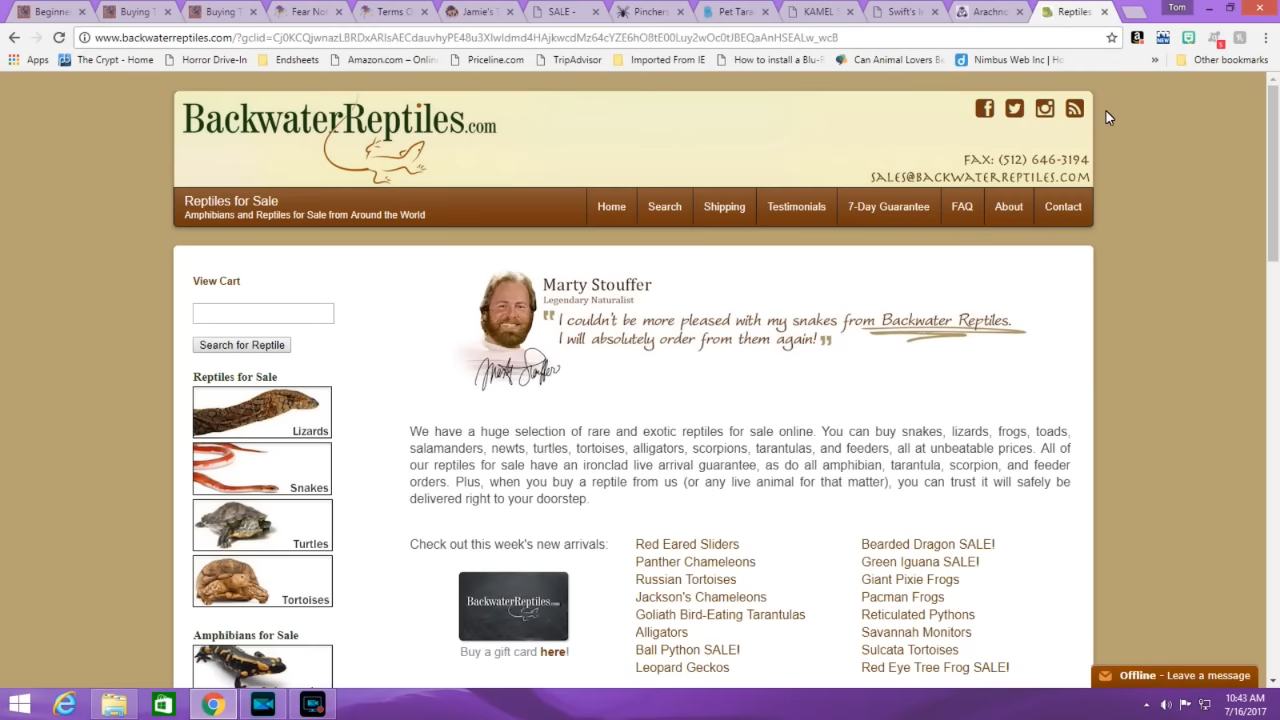 Beginne
Buying T
Buying T
Fear No
Terms O
Jamie's T
SALE -
Pinchers
Pet Tara
KAMEL
Swift's In
Arachno
Reptiles
Tom
www.backwaterreptiles.com/?gclid=
Apps
The Crypt - Home
Horror Drive-In
Endsheets
Amazon.com – Onlin
Priceline.com
TripAdvisor
Imported From IE
How to install a Blu-F
Can Animal Lovers Be
Nimbus Web Inc | Ho
»
Other bookmarks
BackwaterReptiles.com
FAX: (512) 646-3194
SALES@BACKWATERREPTILES.COM
Reptiles for Sale
Amphibians and Reptiles for Sale from Around the World
Home
Search
Shipping
Testimonials
7-Day Guarantee
FAQ
About
Contact
View Cart
Search for Reptile
Reptiles for Sale
Lizards
Snakes
Turtles
Tortoises
Amphibians for Sale
Marty Stouffer
Legendary Naturalist
"I couldn't be more pleased with my snakes from Backwater Reptiles.
I will absolutely order from them again!"
We have a huge selection of rare and exotic reptiles for sale online. You can buy snakes, lizards, frogs, toads,
salamanders, newts, turtles, tortoises, alligators, scorpions, tarantulas, and feeders, all at unbeatable prices. All of
our reptiles for sale have an ironclad live arrival guarantee, as do all amphibian, tarantula, scorpion, and feeder
orders. Plus, when you buy a reptile from us (or any live animal for that matter), you can trust it will safely be
delivered right to your doorstep.
Check out this week's new arrivals:
BackwaterReptiles.com
Buy a gift card here!
Red Eared Sliders
Panther Chameleons
Russian Tortoises
Jackson's Chameleons
Goliath Bird-Eating Tarantulas
Alligators
Ball Python SALE!
Leopard Geckos
Bearded Dragon SALE!
Green Iguana SALE!
Giant Pixie Frogs
Pacman Frogs
Reticulated Pythons
Savannah Monitors
Sulcata Tortoises
Red Eye Tree Frog SALE!
Offline - Leave a message
10:43 AM
7/16/2017